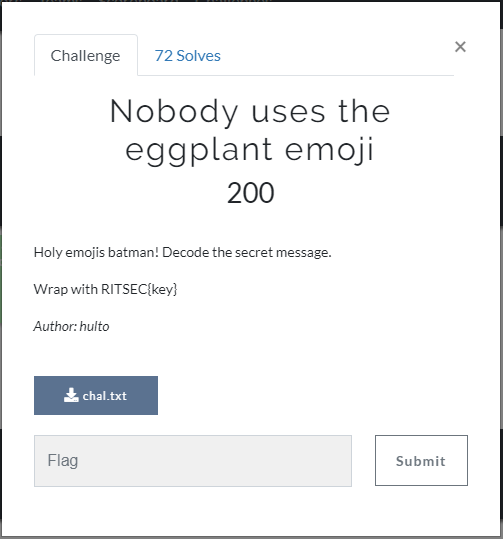 Challenge
72 Solves
×
Nobody uses the
eggplant emoji
200
Holy emojis batman! Decode the secret message.
Wrap with RITSEC{key}
Author: hulto
chal.txt
Flag
Submit